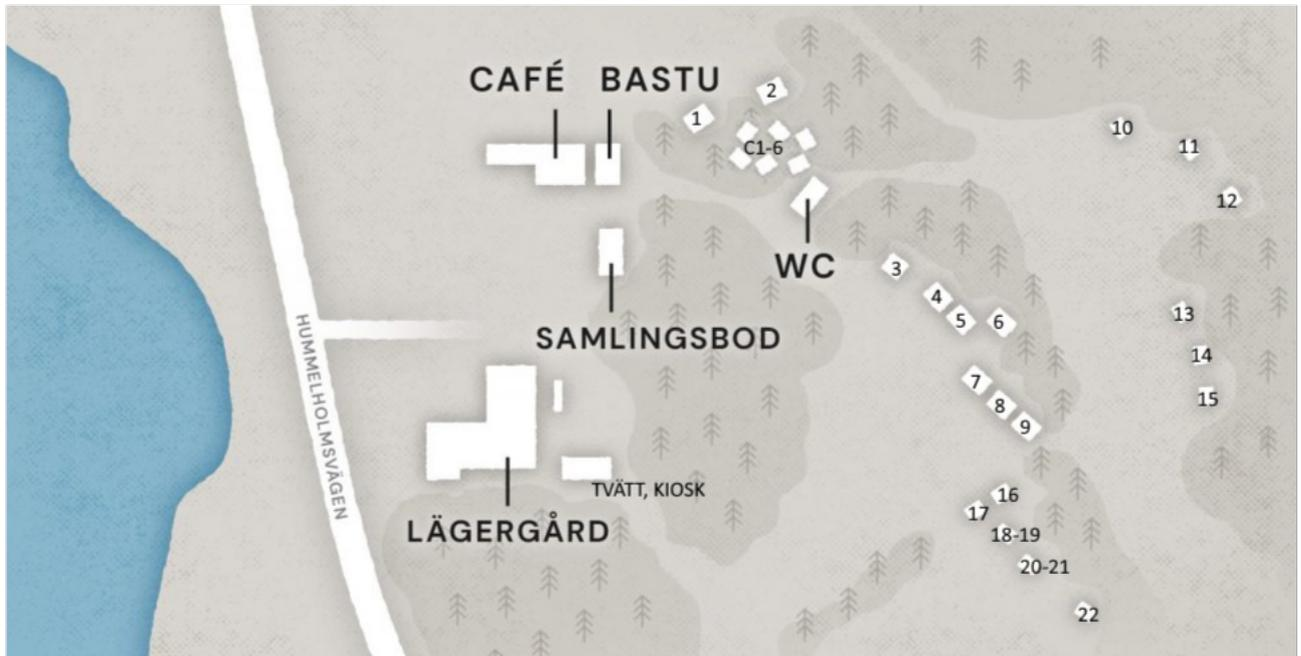 CAFÉ BASTU
2
1
C1-6
10
11
12
WC
3
4
5
6
SAMLINGSBOD
HUMMELHOLMSVÄGEN
13
14
15
7
8
9
TVÄTT, KIOSK
LÄGERGÅRD
16
17
18-19
20-21
22